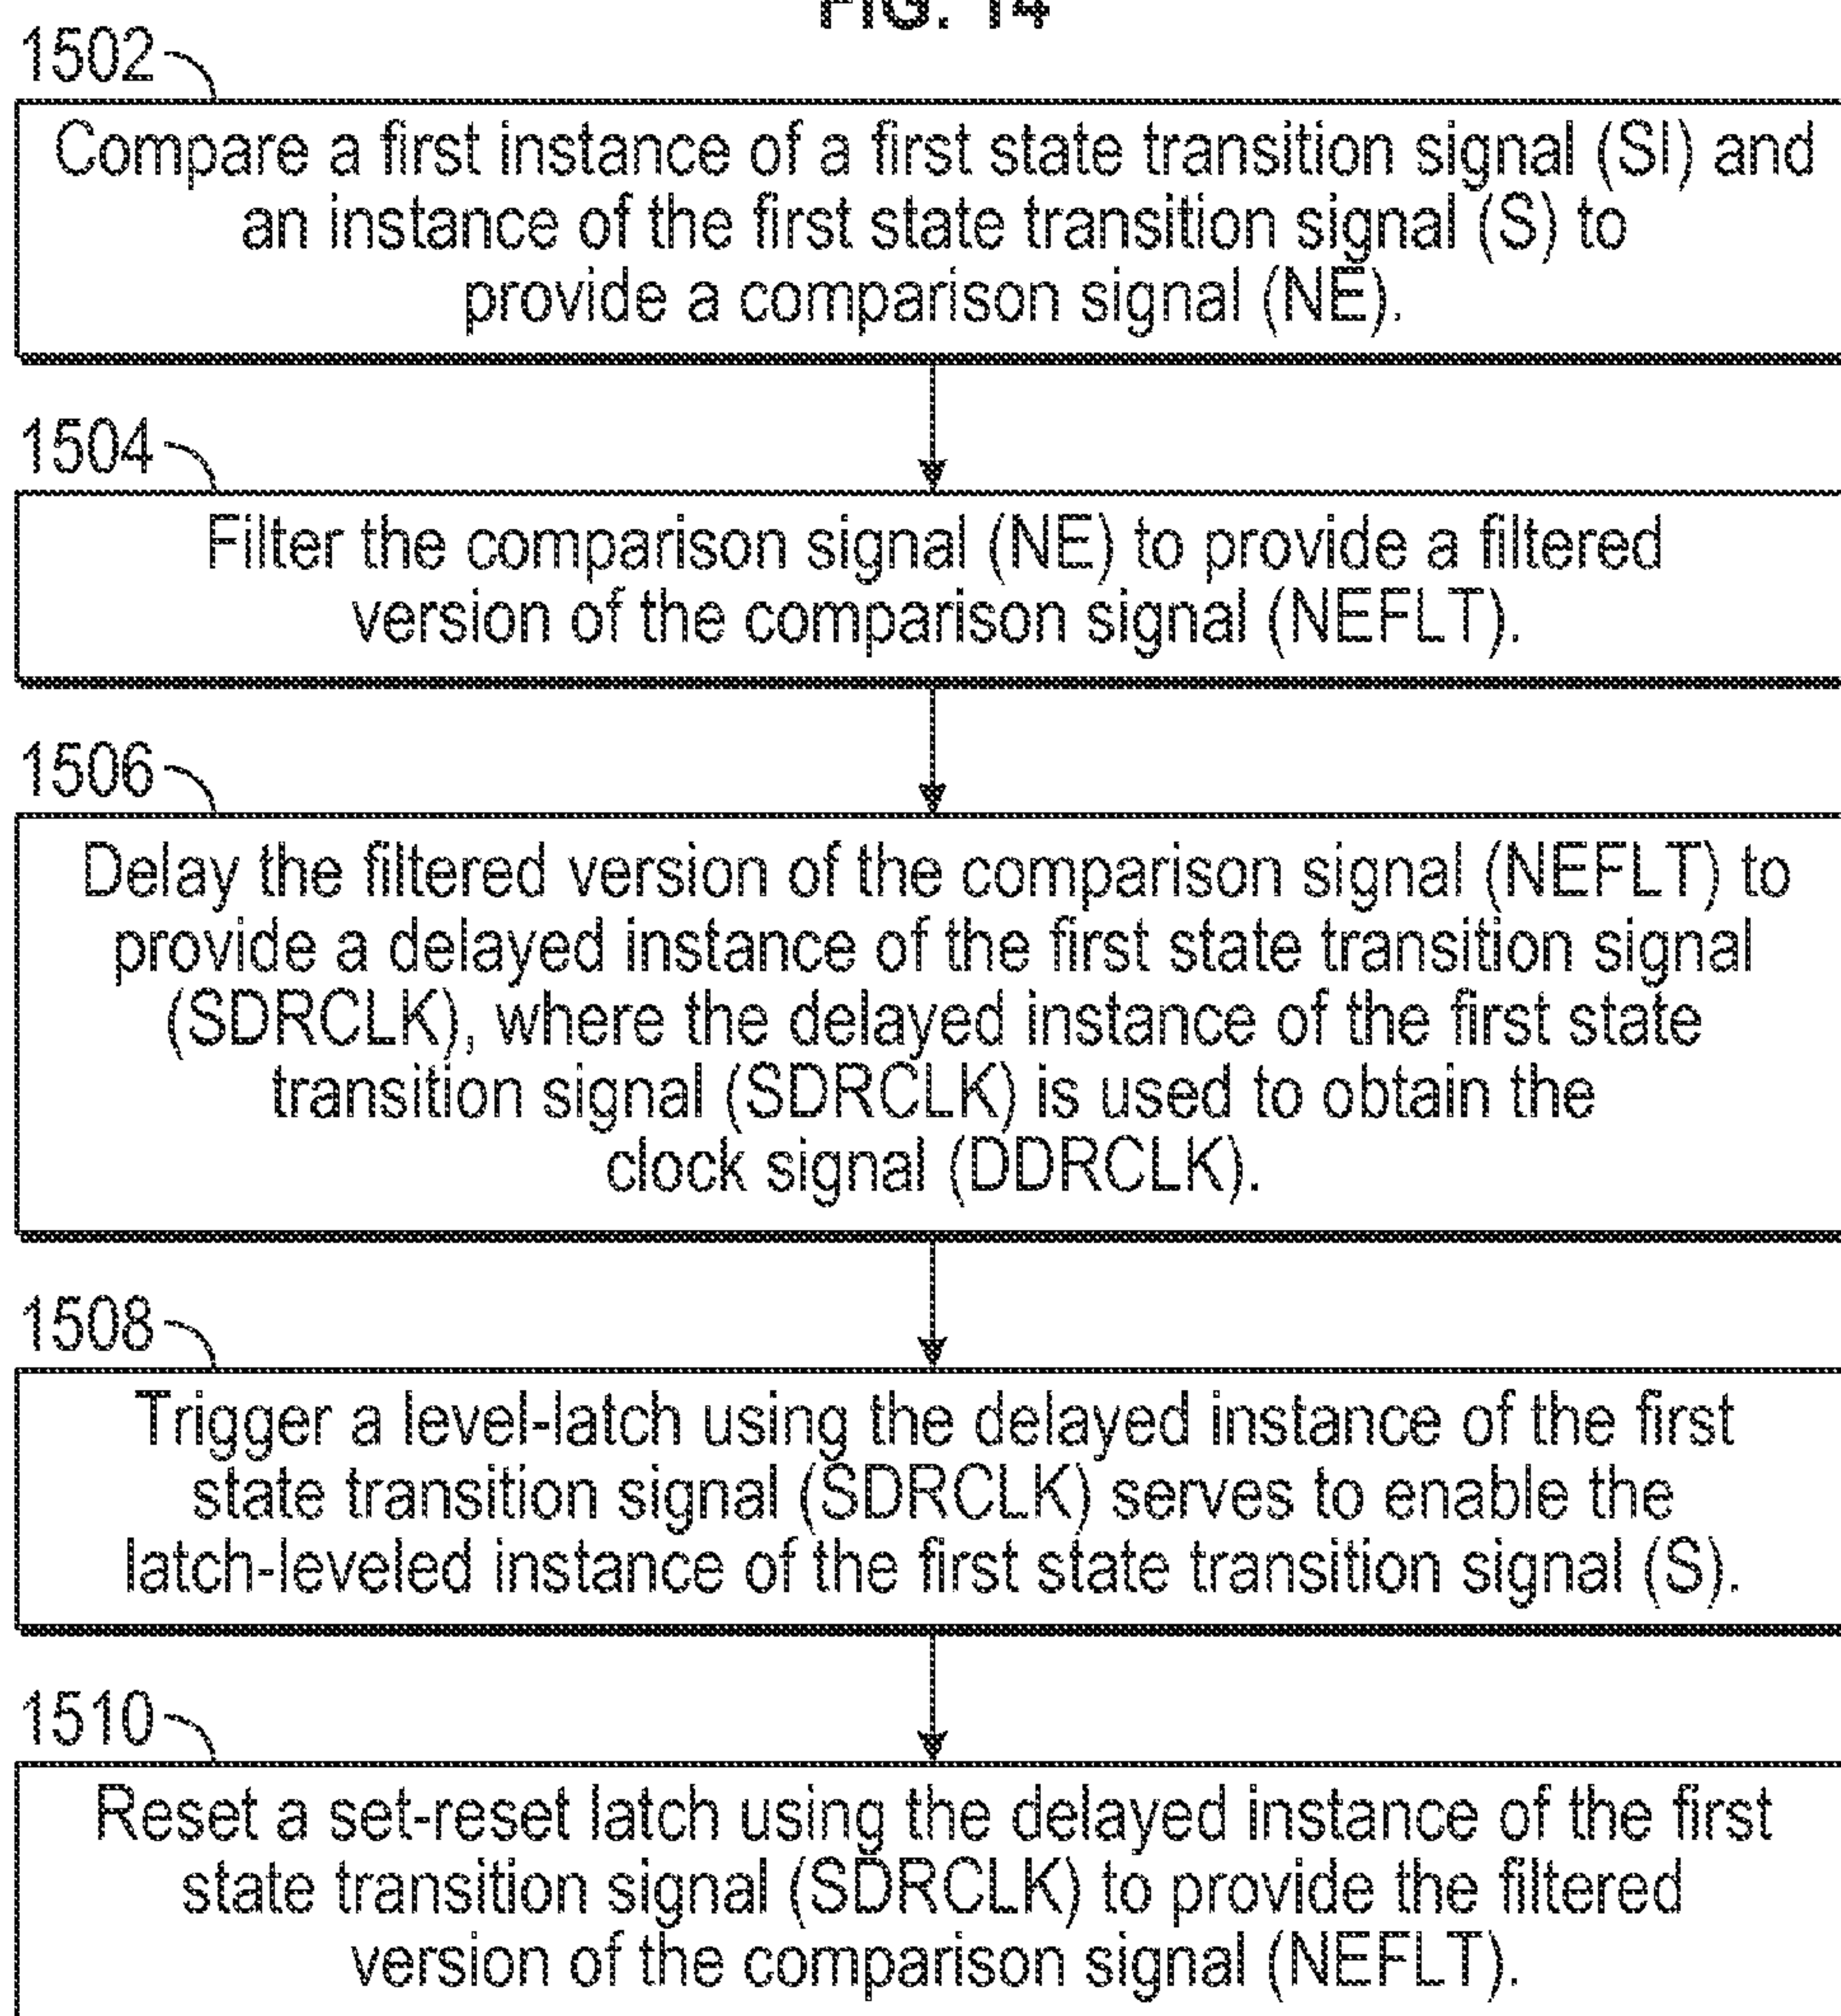 FIG. 14
1502
Compare a first instance of a first state transition signal (SI) and
an instance of the first state transition signal (S) to
provide a comparison signal (NE).
1504
Filter the comparison signal (NE) to provide a filtered
version of the comparison signal (NEFLT).
1506
Delay the filtered version of the comparison signal (NEFLT) to
provide a delayed instance of the first state transition signal
(SDRCLK), where the delayed instance of the first state
transition signal (SDRCLK) is used to obtain the
clock signal (DDRCLK).
1508
Trigger a level-latch using the delayed instance of the first
state transition signal (SDRCLK) serves to enable the
latch-leveled instance of the first state transition signal (S).
1510
Reset a set-reset latch using the delayed instance of the first
state transition signal (SDRCLK) to provide the filtered
version of the comparison signal (NEFLT).